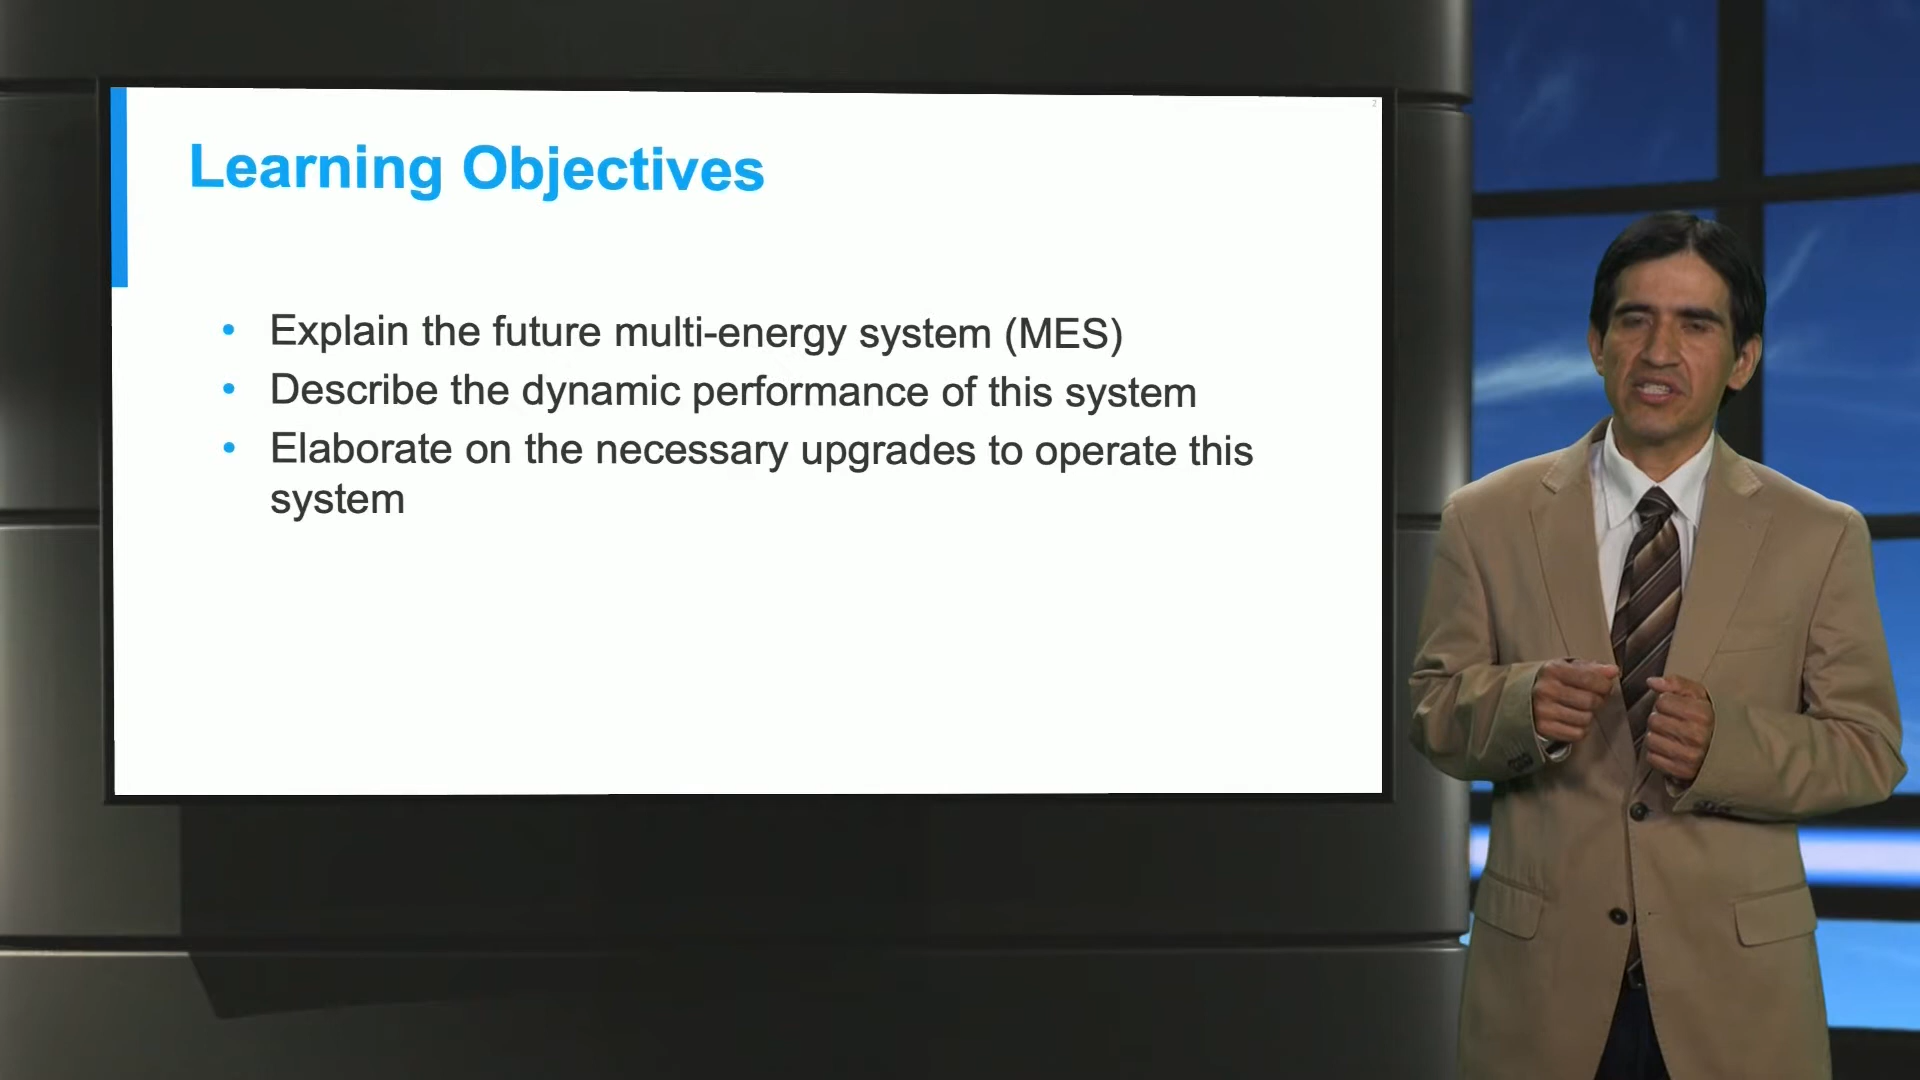 2
Learning Objectives
• Explain the future multi-energy system (MES)
• Describe the dynamic performance of this system
• Elaborate on the necessary upgrades to operate this
system